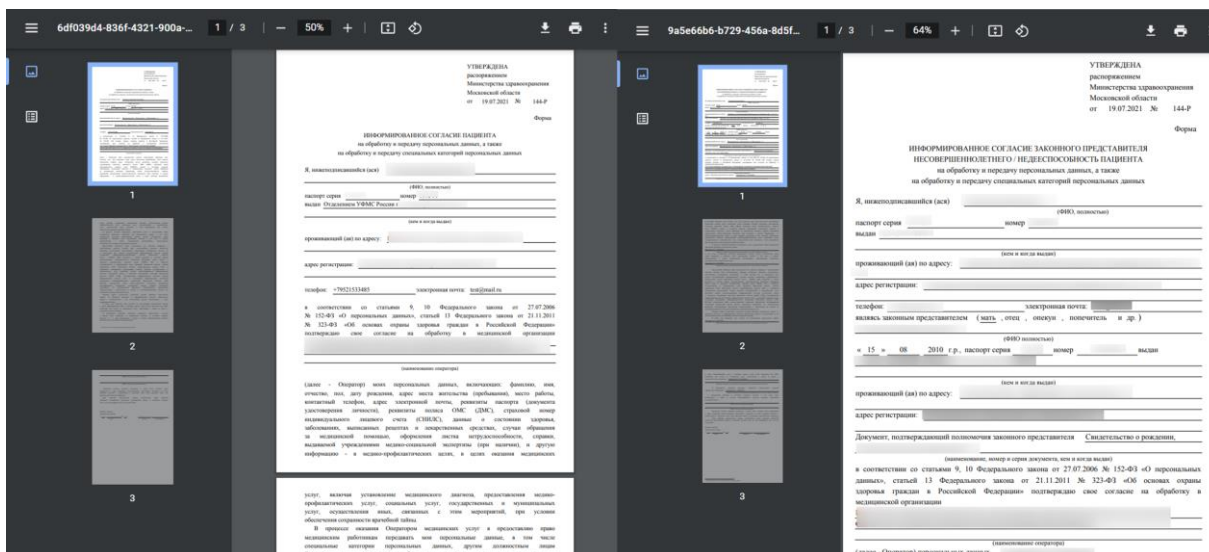 6df039d4-836f-4321-900a-...
1 / 3
50%
1
2
3
УТВЕРЖДЕНА
распоряжением
Министерства здравоохранения
Московской области
от 19.07.2021 № 144-Р
Форма
ИНФОРМИРОВАННОЕ СОГЛАСИЕ ПАЦИЕНТА
на обработку и передачу персональных данных, а также
на обработку и передачу специальных категорий персональных данных
Я, нижеподписавшийся (аяся)
(ФИО, полностью)
паспорт серия номер
выдан Отделением УФМС России г
(кем и когда выдан)
проживающий (ая) по адресу:
адрес регистрации:
телефон: +79521533485 электронная почта: test@mail.ru
в соответствии со статьями 9, 10 Федерального закона от 27.07.2006
№ 152-ФЗ «О персональных данных», статьей 13 Федерального закона от 21.11.2011
№ 323-ФЗ «Об основах охраны здоровья граждан в Российской Федерации»
подтверждаю свое согласие на обработку в медицинской организации
(наименование оператора)
(далее - Оператор) моих персональных данных, включающих: фамилию, имя,
отчество, пол, дату рождения, адрес места жительства (пребывания), место работы,
контактный телефон, адрес электронной почты, реквизиты паспорта (документа
удостоверения личности), реквизиты полиса ОМС (ДМС), страховой номер
индивидуального лицевого счета (СНИЛС), данные о состоянии здоровья,
заболеваниях, выписанных рецептах и лекарственных средствах, случаи обращения
за медицинской помощью, оформления листка нетрудоспособности, справки,
выдаваемой учреждениями медико-социальной экспертизы (при наличии), и другую
информацию - в медико-профилактических целях, в целях оказания медицинских
услуг, включая установление медицинского диагноза, предоставления медико-
профилактических услуг, социальных услуг, государственных и муниципальных
услуг, осуществления иных, связанных с этим мероприятий, при условии
обеспечения сохранности врачебной тайны.
В процессе оказания Оператором медицинских услуг я предоставляю право
медицинским работникам передавать мои персональные данные, в том числе
специальные категории персональных данных, другим должностным лицам
9a5e66b6-b729-456a-8d5f...
1 / 3
64%
1
2
3
УТВЕРЖДЕНА
распоряжением
Министерства здравоохранения
Московской области
от 19.07.2021 № 144-Р
Форма
ИНФОРМИРОВАННОЕ СОГЛАСИЕ ЗАКОННОГО ПРЕДСТАВИТЕЛЯ
НЕСОВЕРШЕННОЛЕТНЕГО / НЕДЕЕСПОСОБНОСТЬ ПАЦИЕНТА
на обработку и передачу персональных данных, а также
на обработку и передачу специальных категорий персональных данных
Я, нижеподписавшийся (аяся)
(ФИО, полностью)
паспорт серия номер
выдан
(кем и когда выдан)
проживающий (ая) по адресу:
адрес регистрации:
телефон: электронная почта:
являясь законным представителем ( мать , отец , опекун , попечитель и др. )
(ФИО полностью)
« 15 » 08 2010 г.р., паспорт серия номер выдан
(кем и когда выдан)
проживающий (ая) по адресу:
адрес регистрации:
Документ, подтверждающий полномочия законного представителя Свидетельство о рождении,
(наименование, номер и серия документа, кем и когда выдан)
в соответствии со статьями 9, 10 Федерального закона от 27.07.2006 № 152-ФЗ «О персональных
данных», статьей 13 Федерального закона от 21.11.2011 № 323-ФЗ «Об основах охраны
здоровья граждан в Российской Федерации» подтверждаю свое согласие на обработку в
медицинской организации
(наименование оператора)